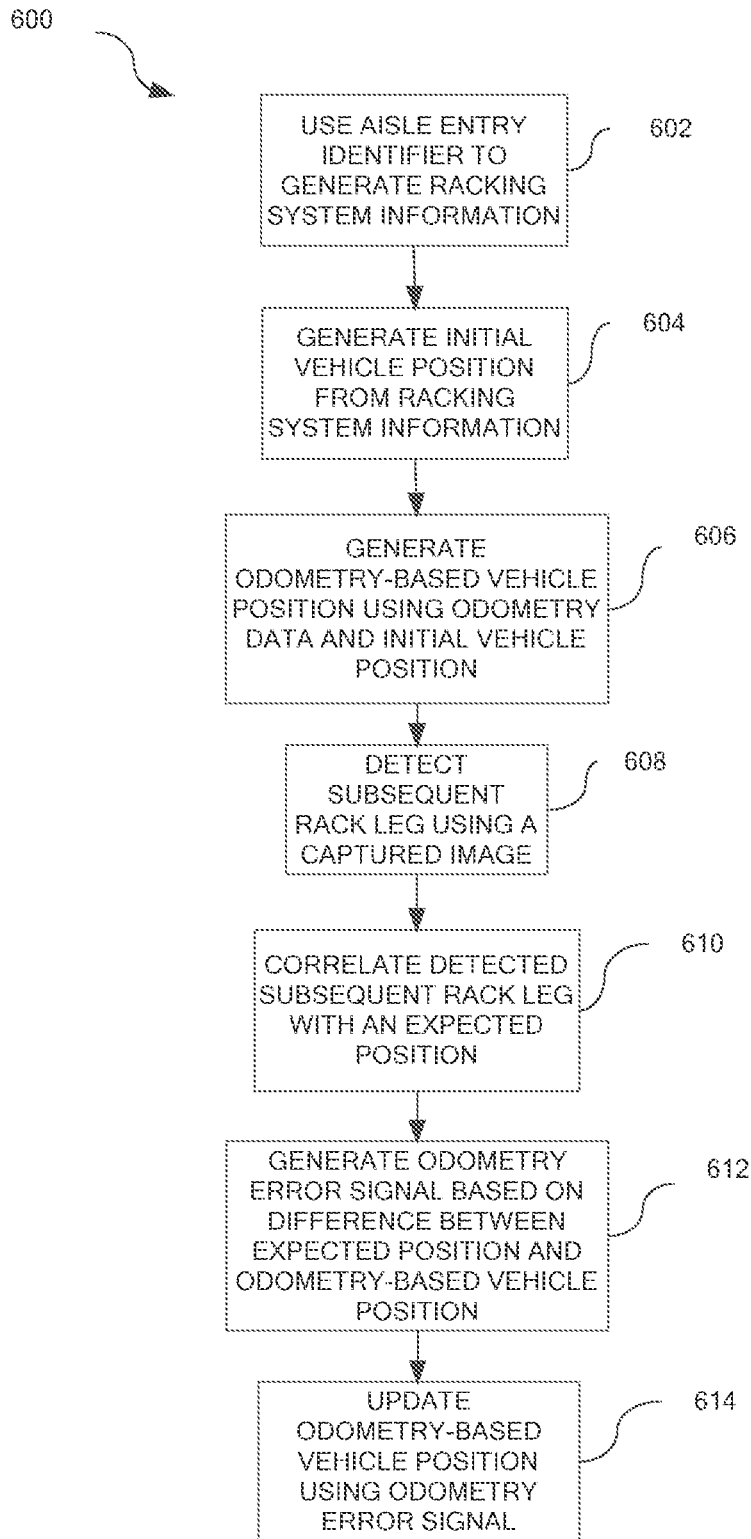 600
USE AISLE ENTRY
IDENTIFIER TO
GENERATE RACKING
SYSTEM INFORMATION
602
GENERATE INITIAL
VEHICLE POSITION
FROM RACKING
SYSTEM INFORMATION
604
GENERATE
ODOMETRY-BASED VEHICLE
POSITION USING ODOMETRY
DATA AND INITIAL VEHICLE
POSITION
606
DETECT
SUBSEQUENT
RACK LEG USING A
CAPTURED IMAGE
608
CORRELATE DETECTED
SUBSEQUENT RACK LEG
WITH AN EXPECTED
POSITION
610
GENERATE ODOMETRY
ERROR SIGNAL BASED ON
DIFFERENCE BETWEEN
EXPECTED POSITION AND
ODOMETRY-BASED VEHICLE
POSITION
612
UPDATE
ODOMETRY-BASED
VEHICLE POSITION
USING ODOMETRY
ERROR SIGNAL
614